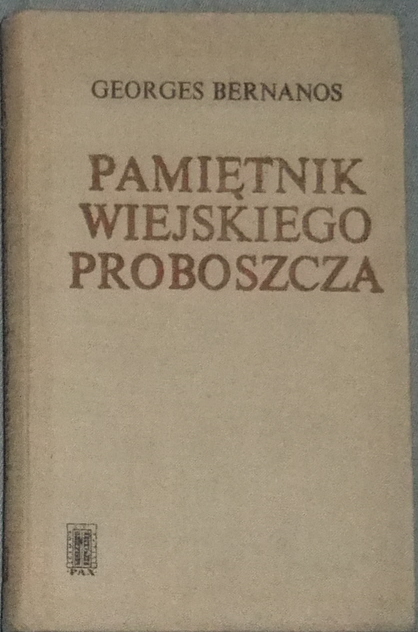 GEORGES BERNANOS
PAMIĘTNIK
WIEJSKIEGO
PROBOSZCZA
PAX